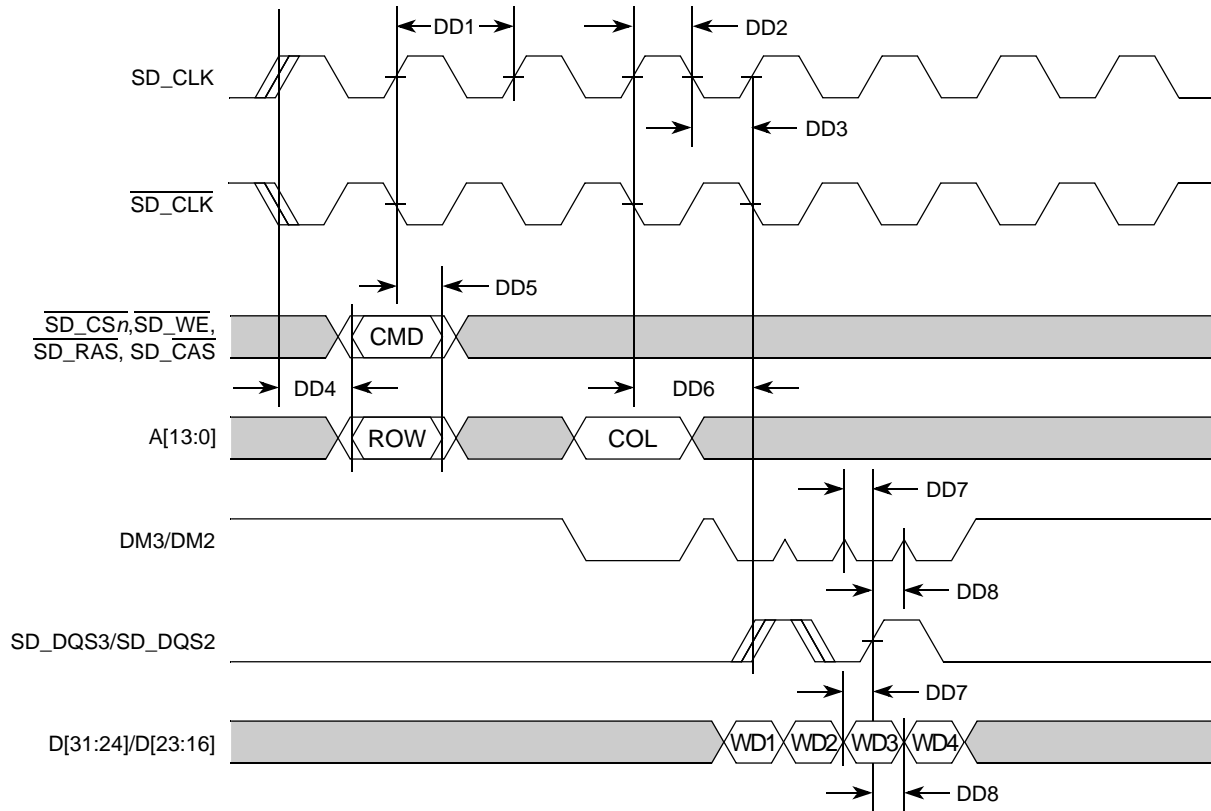 DD1
DD2
SD_CLK
DD3
SD_CLK
DD5
SD_CSn,SD_WE,
SD_RAS, SD_CAS
CMD
DD4
DD6
A[13:0]
ROW
COL
DD7
DM3/DM2
DD8
SD_DQS3/SD_DQS2
DD7
D[31:24]/D[23:16]
WD1
WD2
WD3
WD4
DD8